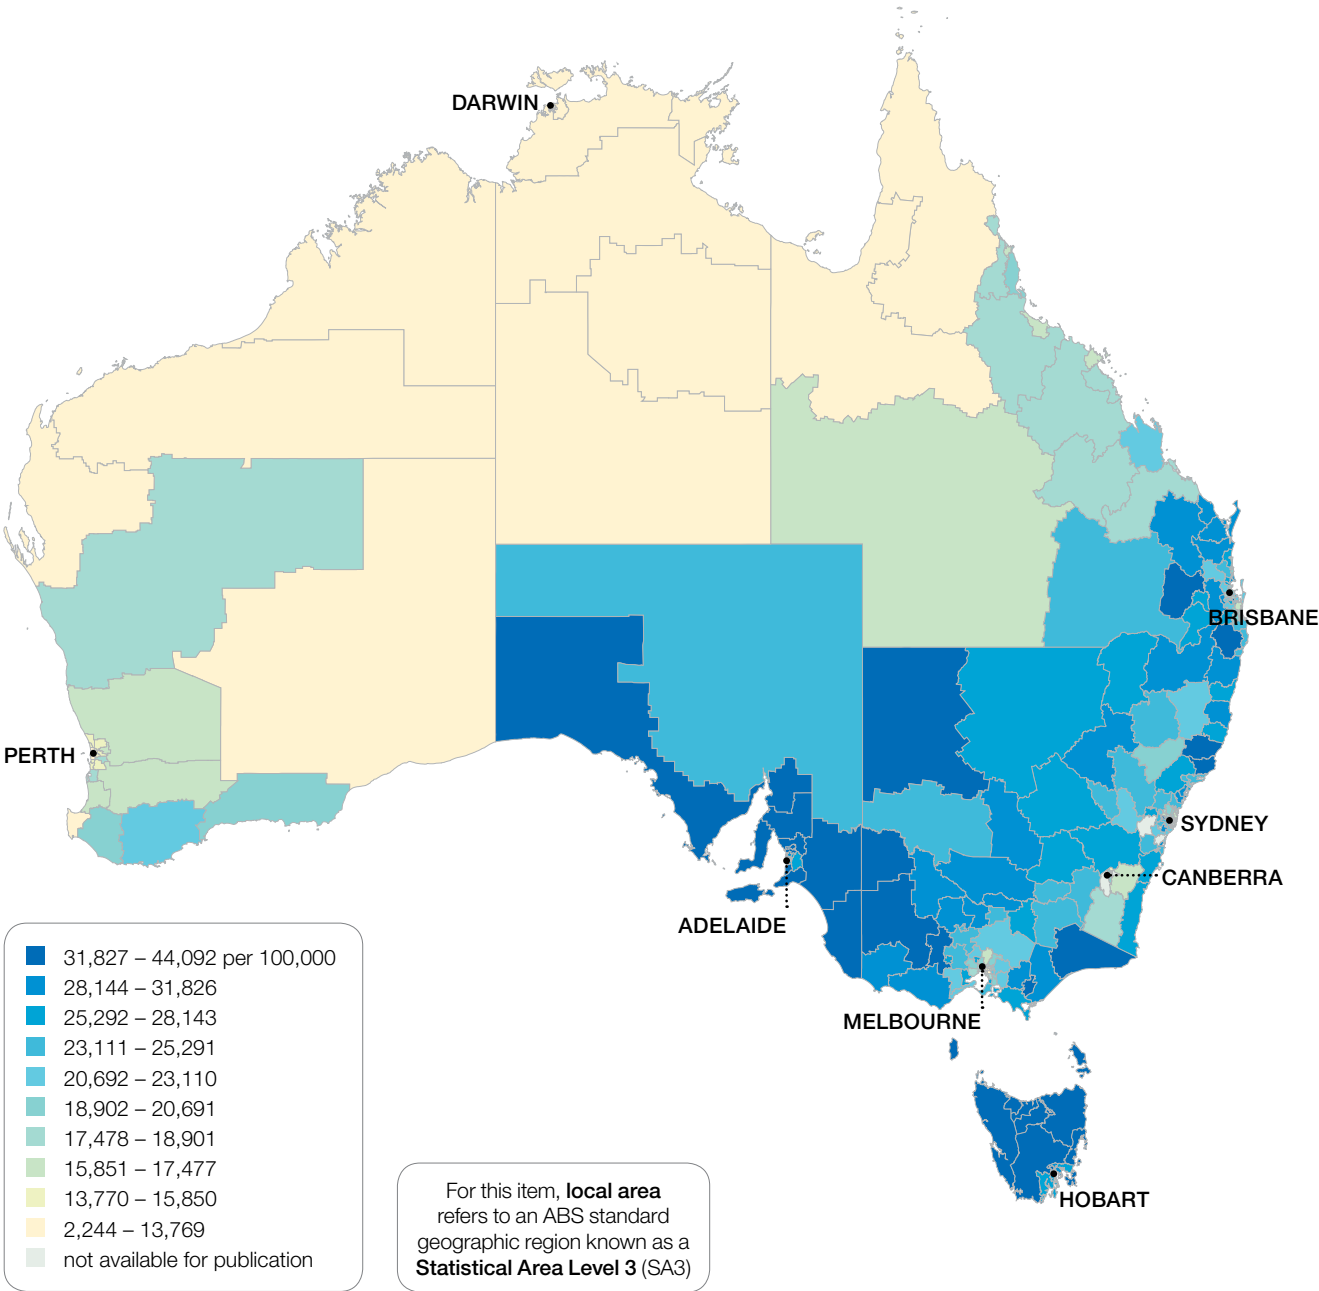 DARWIN
BRISBANE
PERTH
SYDNEY
CANBERRA
ADELAIDE
MELBOURNE
HOBART
31,827 – 44,092 per 100,000
28,144 – 31,826
25,292 – 28,143
23,111 – 25,291
20,692 – 23,110
18,902 – 20,691
17,478 – 18,901
15,851 – 17,477
13,770 – 15,850
2,244 – 13,769
not available for publication
For this item, local area
refers to an ABS standard
geographic region known as a
Statistical Area Level 3 (SA3)